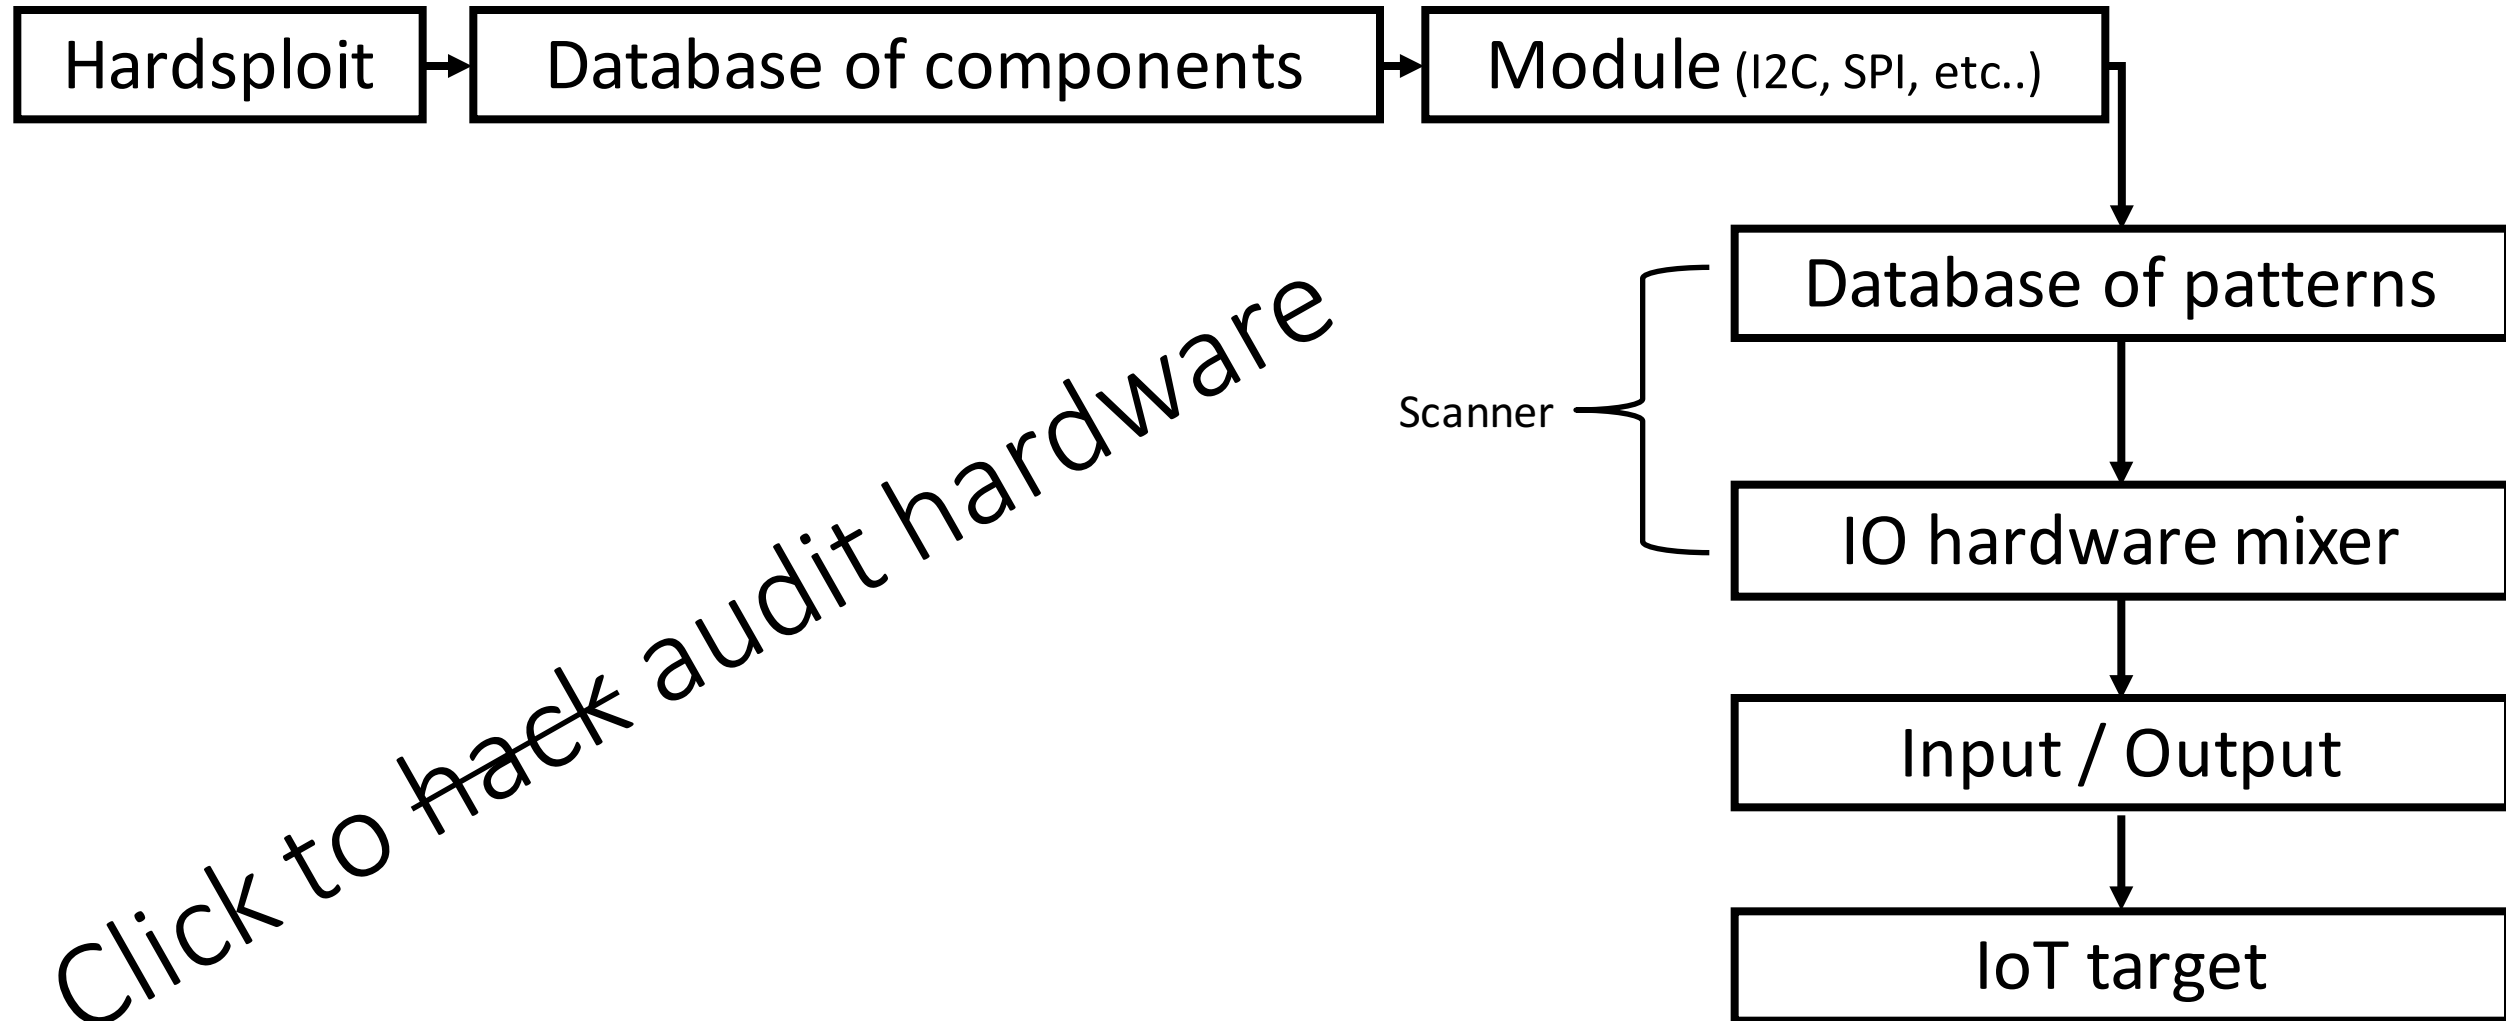 Hardsploit
Database of components
Module (I2C, SPI, etc..)
Database of patterns
Scanner
IO hardware mixer
Input / Output
IoT target
Click to hack audit hardware